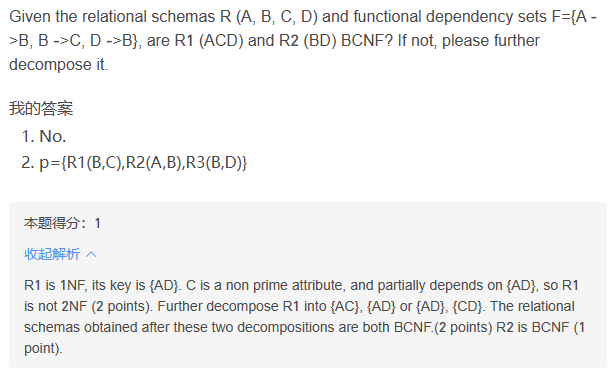 Given the relational schemas R (A, B, C, D) and functional dependency sets F={A -
>B, B ->C, D ->B}, are R1 (ACD) and R2 (BD) BCNF? If not, please further
decompose it.
我的答案
1. No.
2. p={R1(B,C),R2(A,B),R3(B,D)}
本题得分：1
收起解析 ︿
R1 is 1NF, its key is {AD}. C is a non prime attribute, and partially depends on {AD}, so R1
is not 2NF (2 points). Further decompose R1 into {AC}, {AD} or {AD}, {CD}. The relational
schemas obtained after these two decompositions are both BCNF.(2 points) R2 is BCNF (1
point).